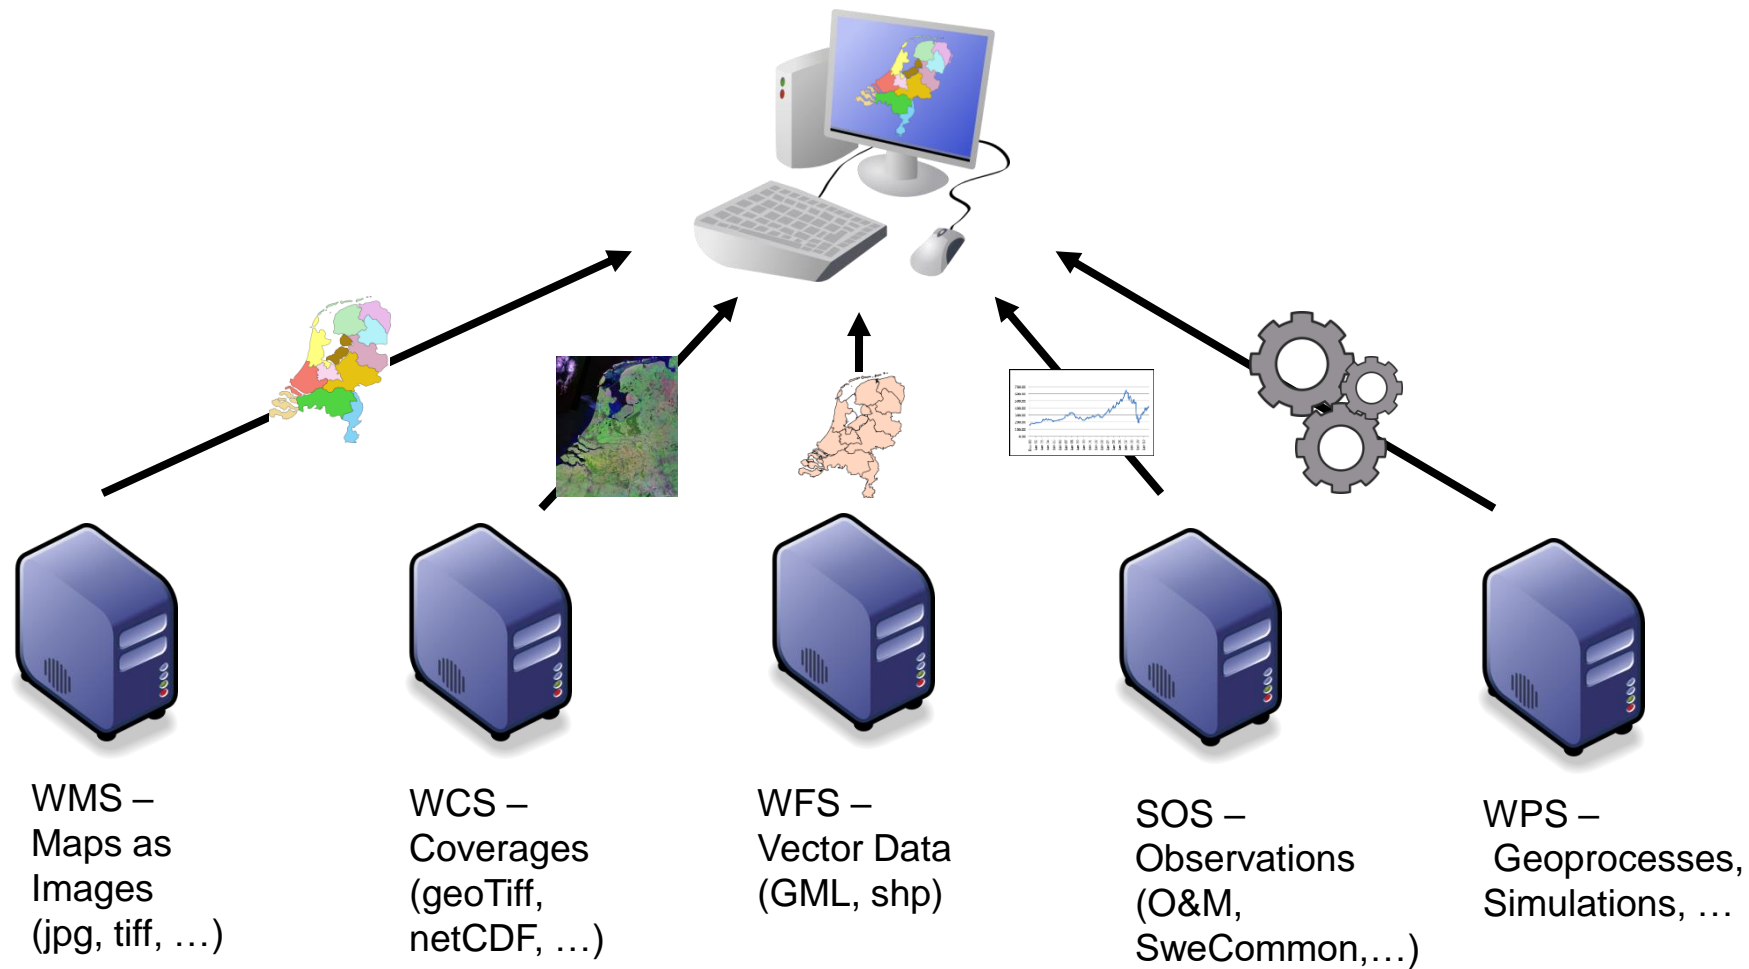 WMS –
Maps as
Images
(jpg, tiff, …)
WCS –
Coverages
(geoTiff,
netCDF, …)
WFS –
Vector Data
(GML, shp)
SOS –
Observations
(O&M,
SweCommon,…)
WPS –
Geoprocesses,
Simulations, …